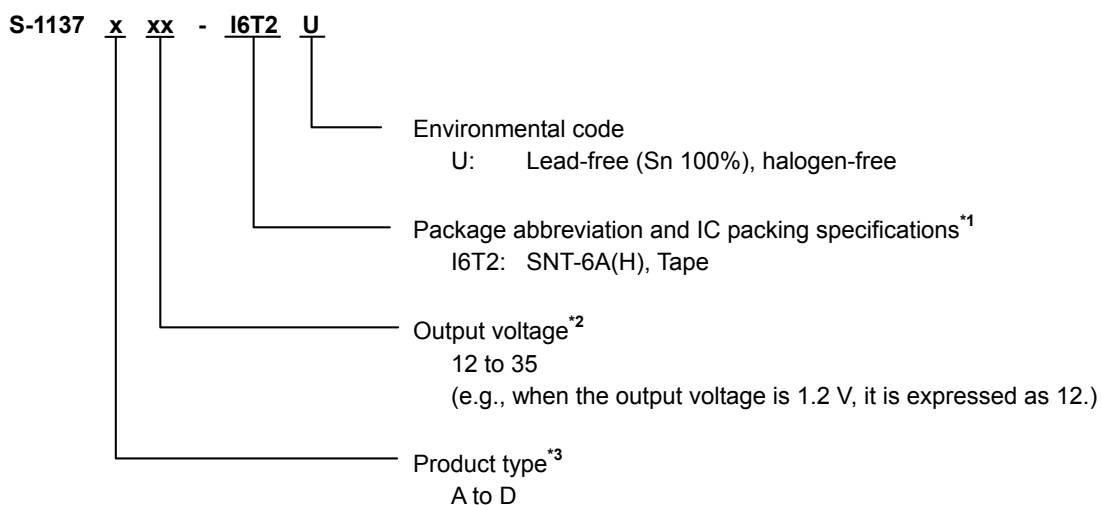 S-1137 x xx - I6T2 U
Environmental code
U: Lead-free (Sn 100%), halogen-free
Package abbreviation and IC packing specifications*1
I6T2: SNT-6A(H), Tape
Output voltage*2
12 to 35
(e.g., when the output voltage is 1.2 V, it is expressed as 12.)
Product type*3
A to D